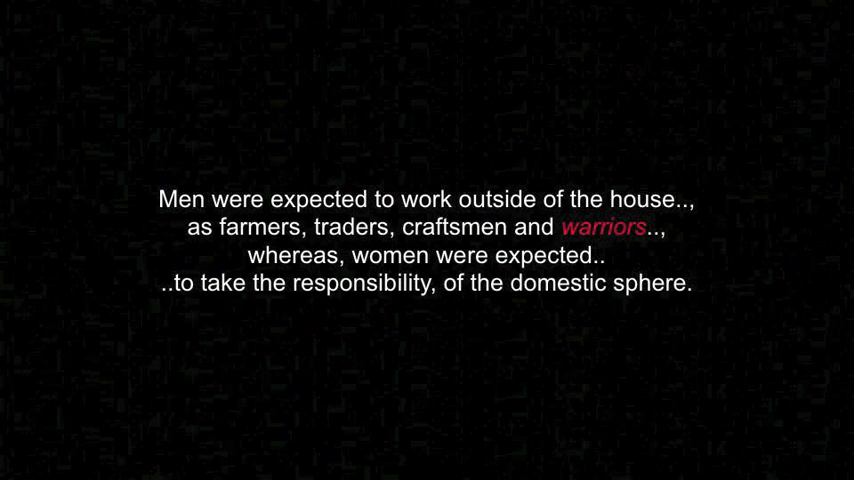 Men were expected to work outside of the house..,
as farmers, traders, craftsmen and warriors..,
whereas, women were expected..
..to take the responsibility, of the domestic sphere.